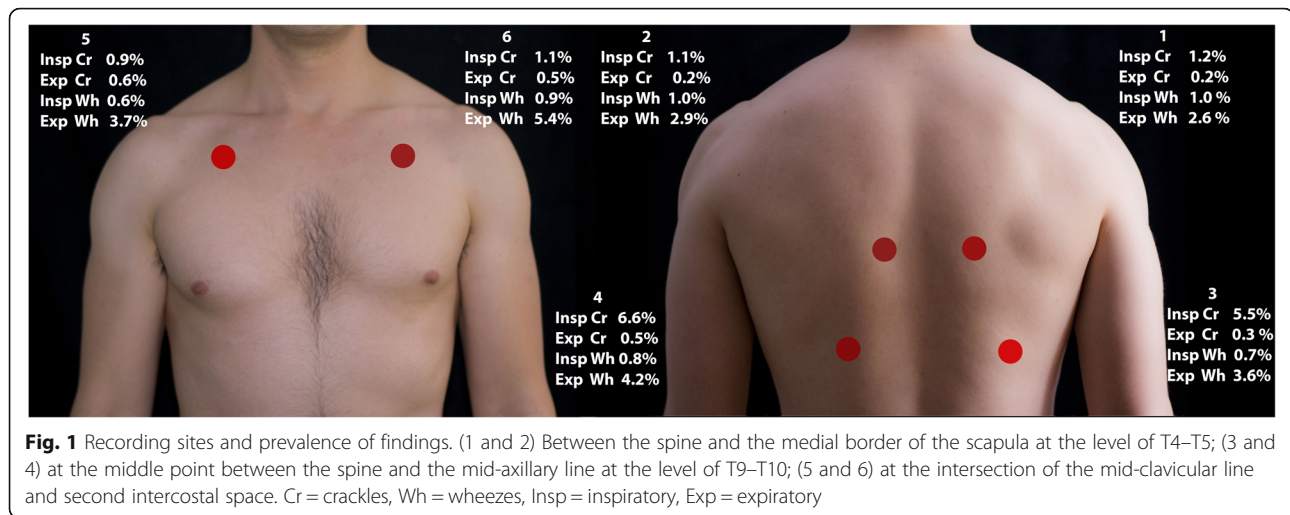 5
Insp Cr 0.9%
Exp Cr 0.6%
Insp Wh 0.6%
Exp Wh 3.7%
6
Insp Cr 1.1%
Exp Cr 0.5%
Insp Wh 0.9%
Exp Wh 5.4%
2
Insp Cr 1.1%
Exp Cr 0.2%
Insp Wh 1.0%
Exp Wh 2.9%
1
Insp Cr 1.2%
Exp Cr 0.2%
Insp Wh 1.0 %
Exp Wh 2.6 %
4
Insp Cr 6.6%
Exp Cr 0.5%
Insp Wh 0.8%
Exp Wh 4.2%
3
Insp Cr 5.5%
Exp Cr 0.3 %
Insp Wh 0.7%
Exp Wh 3.6%
Fig. 1 Recording sites and prevalence of findings. (1 and 2) Between the spine and the medial border of the scapula at the level of T4–T5; (3 and
4) at the middle point between the spine and the mid-axillary line at the level of T9–T10; (5 and 6) at the intersection of the mid-clavicular line
and second intercostal space. Cr = crackles, Wh = wheezes, Insp = inspiratory, Exp = expiratory